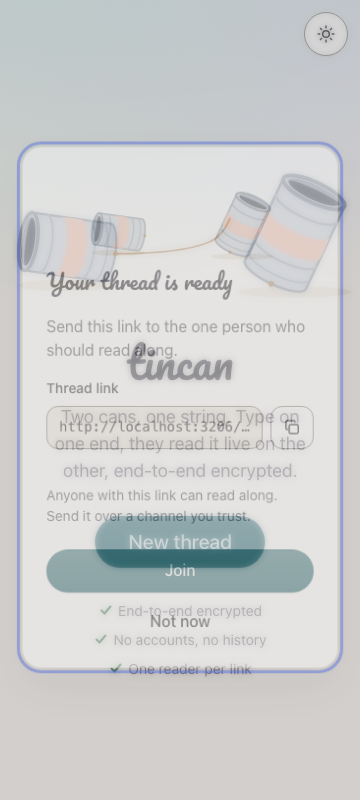 Your thread is ready
Send this link to the one person who
should read along.
tincan
Thread link
http://localhost:3206/…
Two cans, one string. Type on
one end, they read it live on the
other, end-to-end encrypted.
Anyone with this link can read along.
Send it over a channel you trust.
New thread
Join
End-to-end encrypted
Not now
No accounts, no history
One reader per link